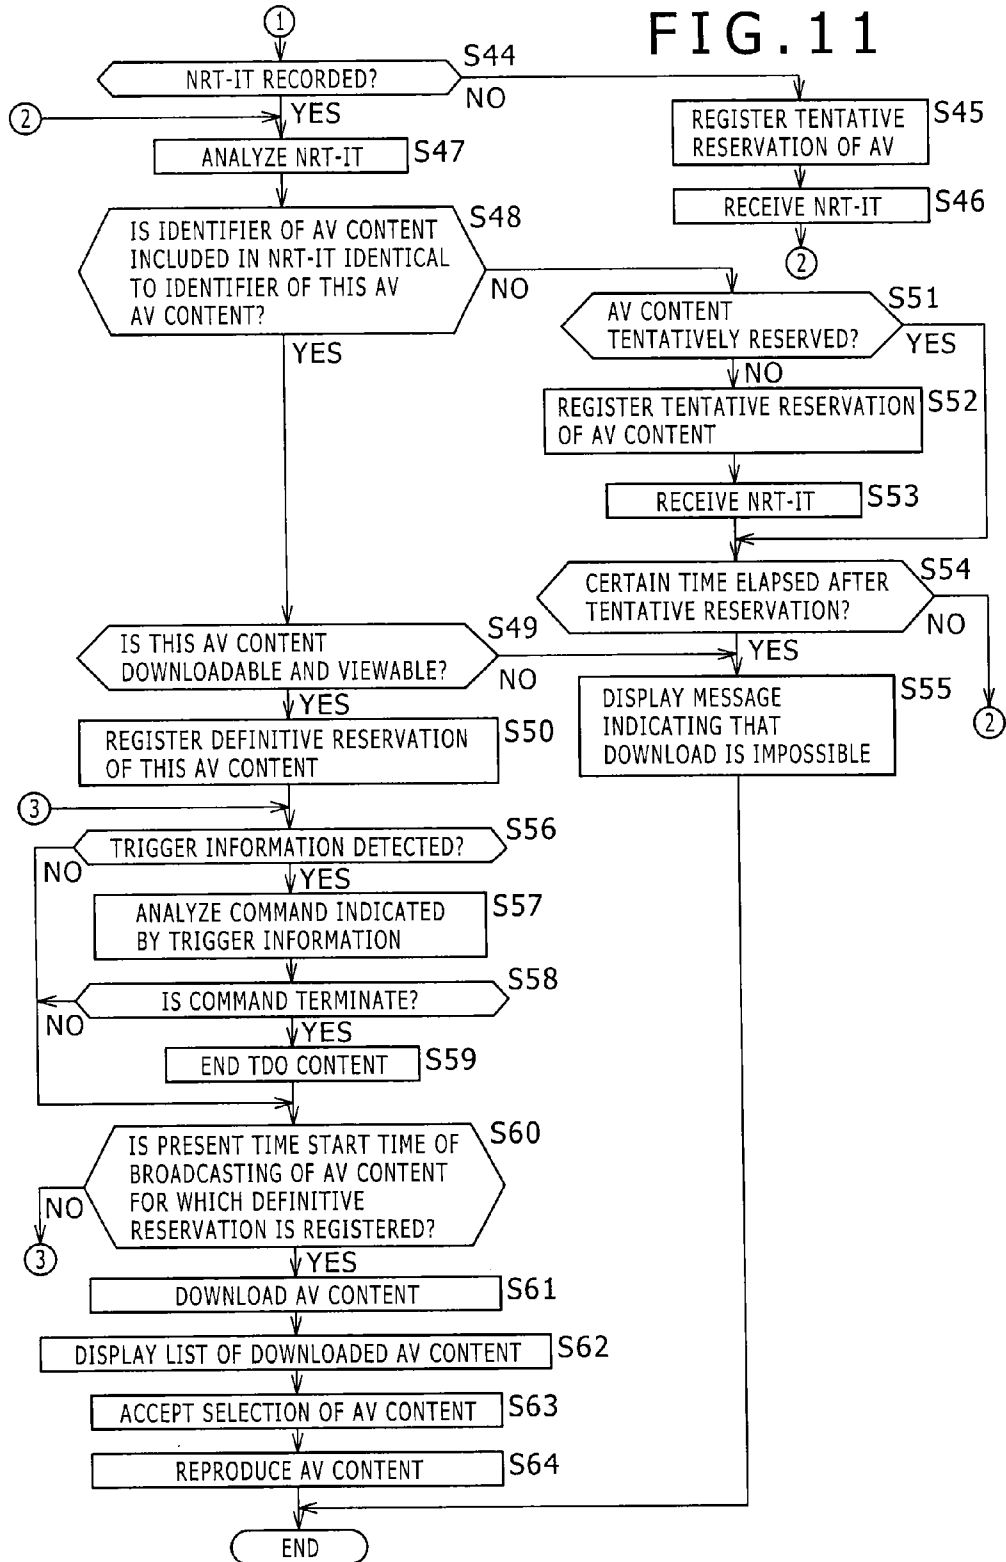 FIG.11
1
S44
NRT-IT RECORDED?
NO
YES
2
S45
REGISTER TENTATIVE
RESERVATION OF AV
S47
ANALYZE NRT-IT
S46
RECEIVE NRT-IT
2
S48
IS IDENTIFIER OF AV CONTENT
INCLUDED IN NRT-IT IDENTICAL
TO IDENTIFIER OF THIS AV
AV CONTENT?
NO
YES
S51
AV CONTENT
TENTATIVELY RESERVED?
YES
NO
S52
REGISTER TENTATIVE RESERVATION
OF AV CONTENT
S53
RECEIVE NRT-IT
S54
CERTAIN TIME ELAPSED AFTER
TENTATIVE RESERVATION?
NO
YES
2
S49
IS THIS AV CONTENT
DOWNLOADABLE AND VIEWABLE?
NO
YES
S55
DISPLAY MESSAGE
INDICATING THAT
DOWNLOAD IS IMPOSSIBLE
S50
REGISTER DEFINITIVE RESERVATION
OF THIS AV CONTENT
3
S56
TRIGGER INFORMATION DETECTED?
NO
YES
S57
ANALYZE COMMAND INDICATED
BY TRIGGER INFORMATION
S58
IS COMMAND TERMINATE?
NO
YES
S59
END TDO CONTENT
S60
IS PRESENT TIME START TIME OF
BROADCASTING OF AV CONTENT
FOR WHICH DEFINITIVE
RESERVATION IS REGISTERED?
NO
3
YES
S61
DOWNLOAD AV CONTENT
S62
DISPLAY LIST OF DOWNLOADED AV CONTENT
S63
ACCEPT SELECTION OF AV CONTENT
S64
REPRODUCE AV CONTENT
END